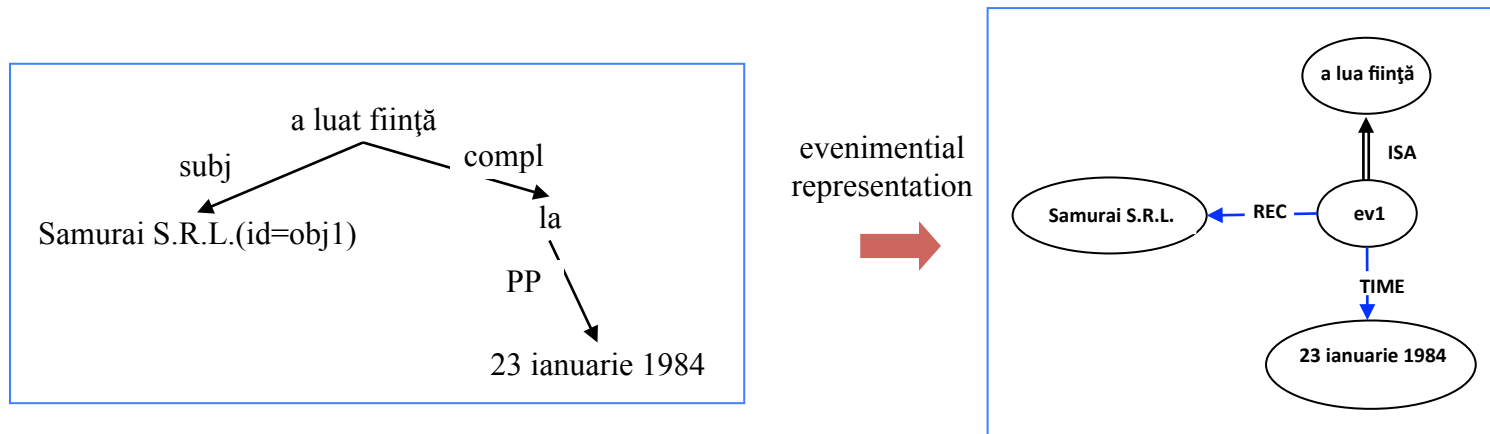 a luat fiinţă
subj
compl
Samurai S.R.L.(id=obj1)
la
PP
23 ianuarie 1984
evenimential
representation
a lua fiinţă
ISA
Samurai S.R.L.
REC
ev1
TIME
23 ianuarie 1984